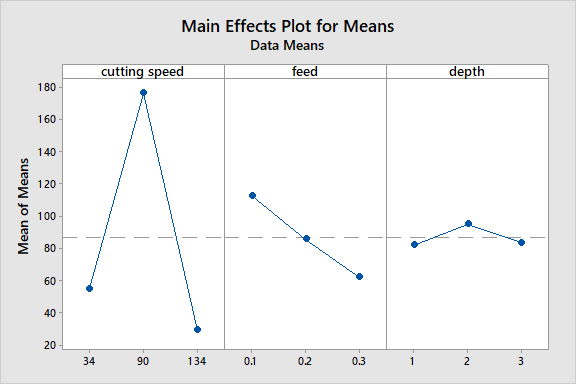 Main Effects Plot for Means
Data Means
cutting speed feed depth
Mean of Means
180
160
140
120
100
80
60
40
20
34 90 134 0.1 0.2 0.3 1 2 3